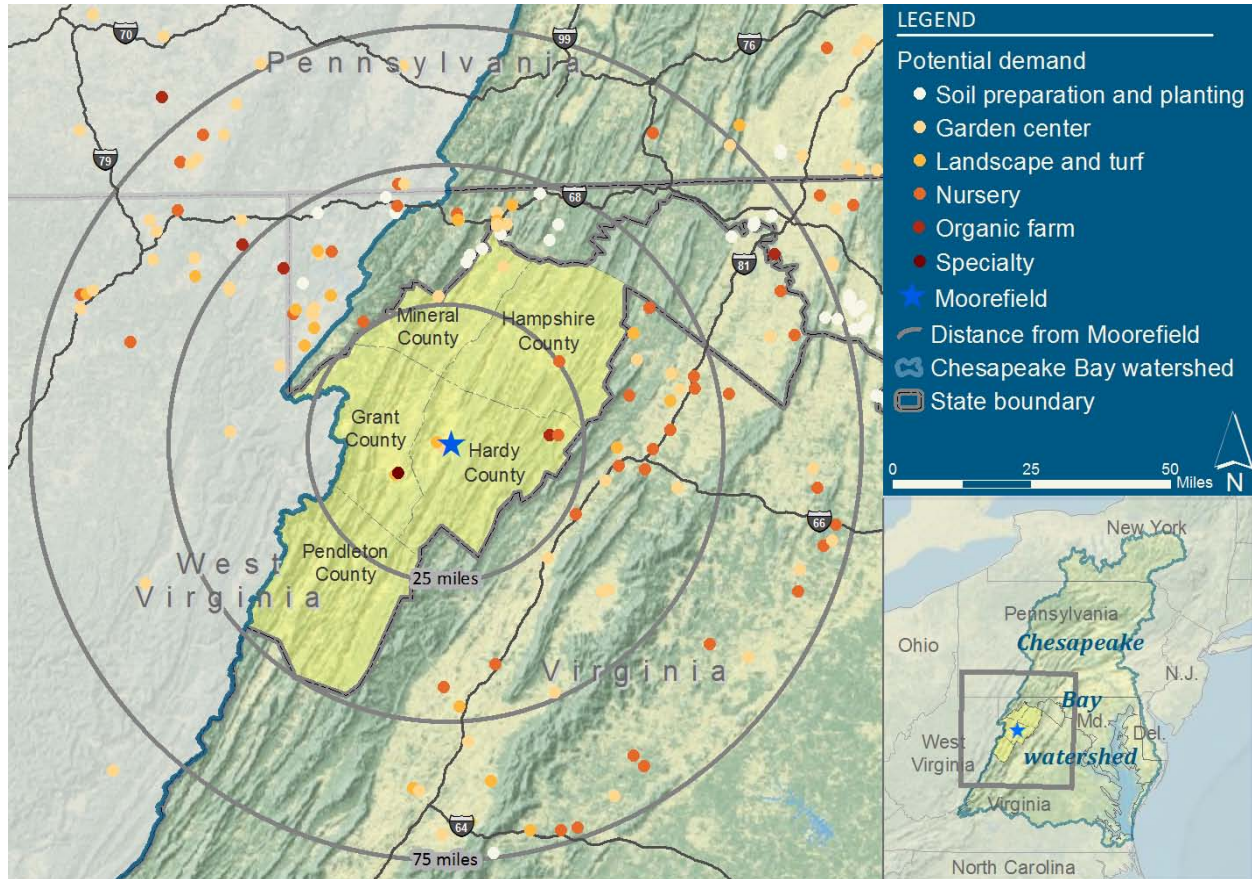 70
99
76
Pennsylvania
79
68
81
Mineral
County
Hampshire
County
Grant
County
Hardy
County
66
Pendleton
County
West
Virginia
25 miles
Virginia
64
75 miles
LEGEND
Potential demand
Soil preparation and planting
Garden center
Landscape and turf
Nursery
Organic farm
Specialty
Moorefield
Distance from Moorefield
Chesapeake Bay watershed
State boundary
0 25 50
Miles
N
New York
Pennsylvania
Ohio
Chesapeake
N.J.
Bay
Md.
Del.
West
Virginia
watershed
Virginia
North Carolina